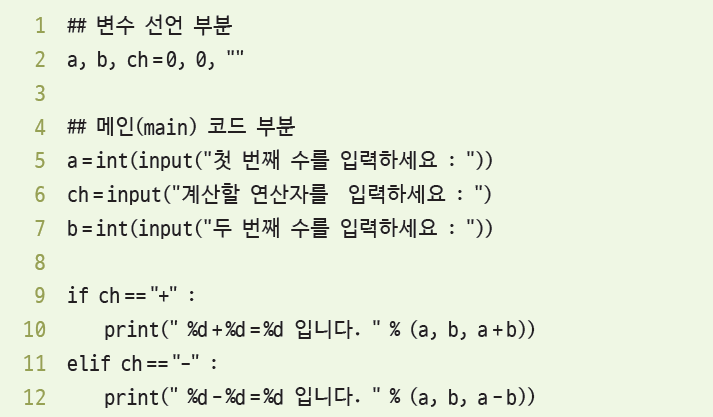 1 ## 변수 선언 부분
2 a, b, ch=0, 0, ""
3
4 ## 메인(main) 코드 부분
5 a=int(input("첫 번째 수를 입력하세요 : "))
6 ch=input("계산할 연산자를  입력하세요 : ")
7 b=int(input("두 번째 수를 입력하세요 : "))
8
9 if ch=="+" :
10     print(" %d+%d=%d 입니다. " % (a, b, a+b))
11 elif ch=="-" :
12     print(" %d-%d=%d 입니다. " % (a, b, a-b))